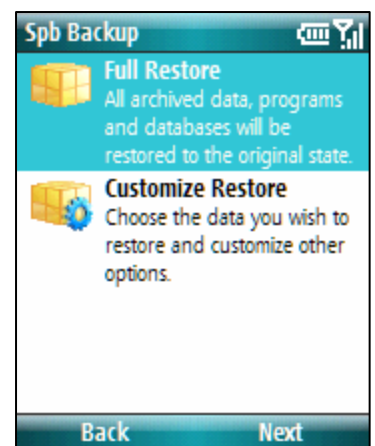 Spb Backup
Full Restore
All archived data, programs
and databases will be
restored to the original state.
Customize Restore
Choose the data you wish to
restore and customize other
options.
Back Next